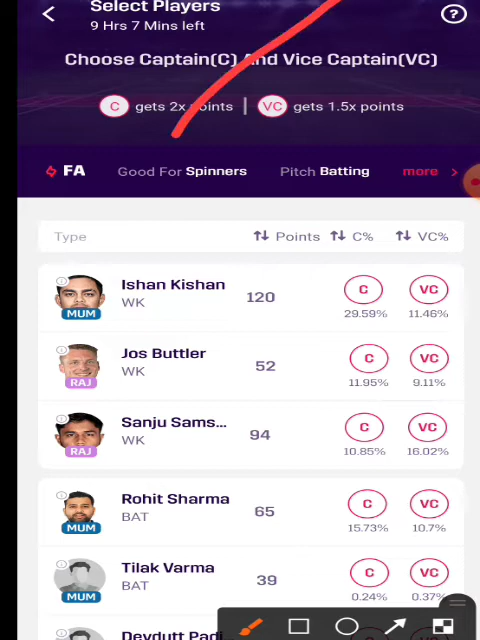 Select Players
9 Hrs 7 Mins left
?
Choose Captain(C) And Vice Captain(VC)
C gets 2x points | VC gets 1.5x points
FA Good For Spinners Pitch Batting more >
Type Points C% VC%
Ishan Kishan
WK
MUM
120
C VC
29.59% 11.46%
Jos Buttler
WK
RAJ
52
C VC
11.95% 9.11%
Sanju Sams...
WK
RAJ
94
C VC
10.85% 16.02%
Rohit Sharma
BAT
MUM
65
C VC
15.73% 10.7%
Tilak Varma
BAT
MUM
39
C VC
0.24% 0.37%
Devdutt Padi